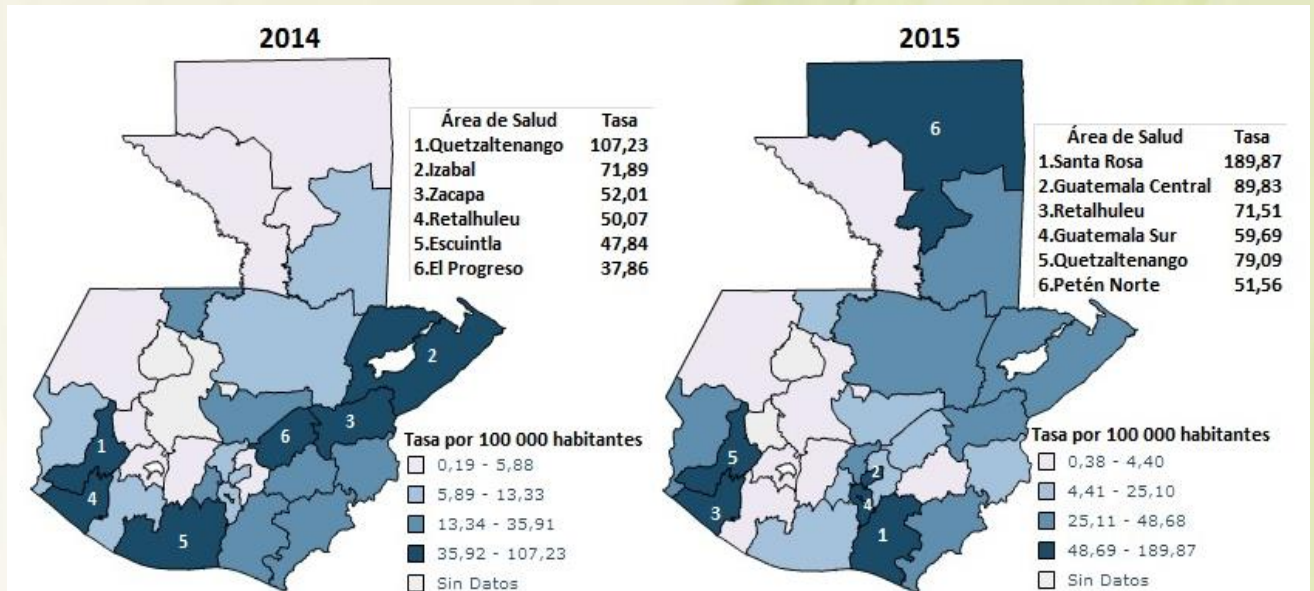 2014
Área de Salud Tasa
1.Quetzaltenango 107,23
2.Izabal 71,89
3.Zacapa 52,01
4.Retalhuleu 50,07
5.Escuintla 47,84
6.El Progreso 37,86
2
3
6
1
4
5
Tasa por 100 000 habitantes
0,19 - 5,88
5,89 - 13,33
13,34 - 35,91
35,92 - 107,23
Sin Datos
2015
6
Área de Salud Tasa
1.Santa Rosa 189,87
2.Guatemala Central 89,83
3.Retalhuleu 71,51
4.Guatemala Sur 59,69
5.Quetzaltenango 79,09
6.Petén Norte 51,56
5
2
4
3
1
Tasa por 100 000 habitantes
0,38 - 4,40
4,41 - 25,10
25,11 - 48,68
48,69 - 189,87
Sin Datos